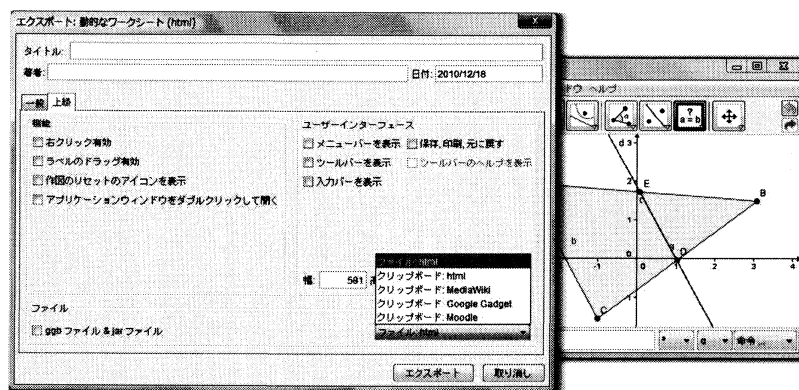 エクスポート: 動的なワークシート (html)
タイトル:
著者: 日付: 2010/12/18
一般 上級
機能
右クリック有効
ラベルのドラッグ有効
作図のリセットのアイコンを表示
アプリケーションウィンドウをダブルクリックして開く
ユーザーインターフェース
メニューバーを表示 保存, 印刷, 元に戻す
ツールバーを表示 ツールバーのヘルプを表示
入力バーを表示
幅: 591
ファイル: html
クリップボード: html
クリップボード: MediaWiki
クリップボード: Google Gadget
クリップボード: Moodle
ファイル: html
ファイル
ggb ファイル & jar ファイル
エクスポート 取り消し
ドウ ヘルプ
?
a = b
d 3
2 E B
1
b
-1 0 1 2 3 4
C
α 命令 ...